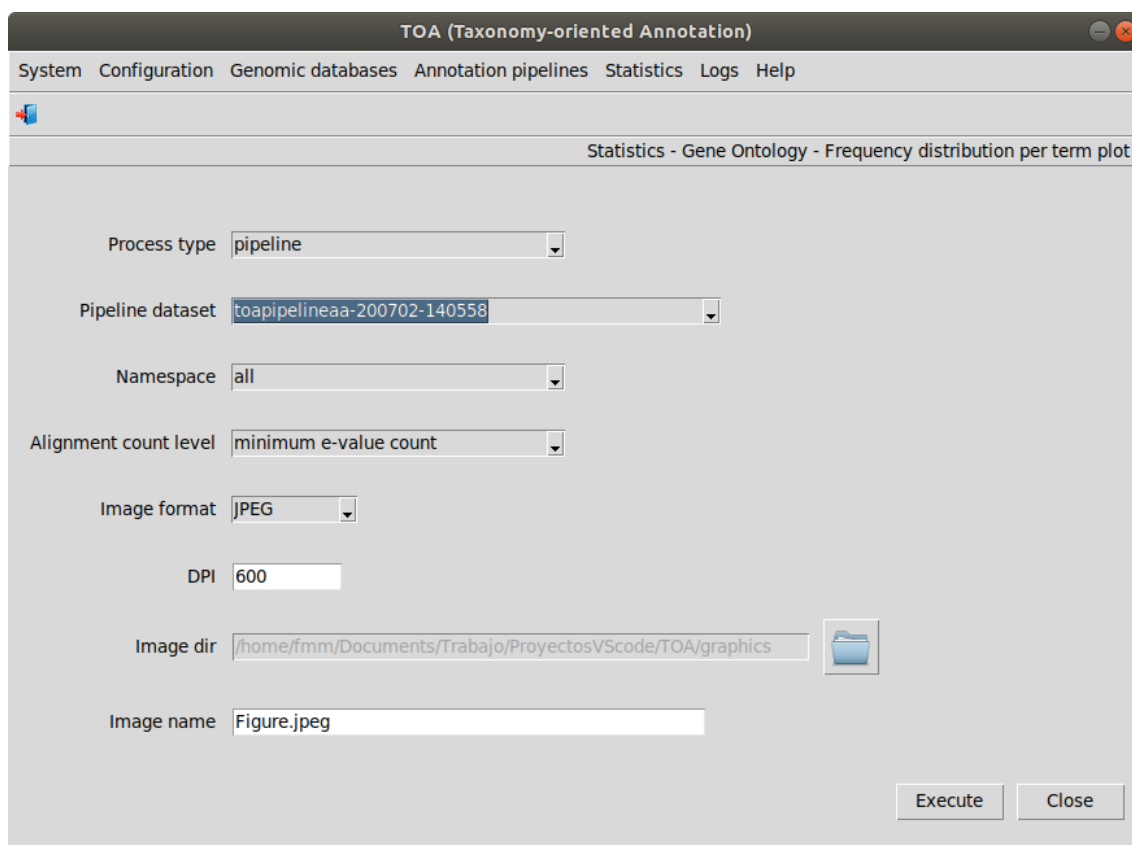 TOA (Taxonomy-oriented Annotation)
System Configuration Genomic databases Annotation pipelines Statistics Logs Help
Statistics - Gene Ontology - Frequency distribution per term plot
Process type pipeline
Pipeline dataset toapipelineaa-200702-140558
Namespace all
Alignment count level minimum e-value count
Image format JPEG
DPI 600
Image dir /home/fmm/Documents/Trabajo/ProyectosVScode/TOA/graphics
Image name Figure.jpeg
Execute Close